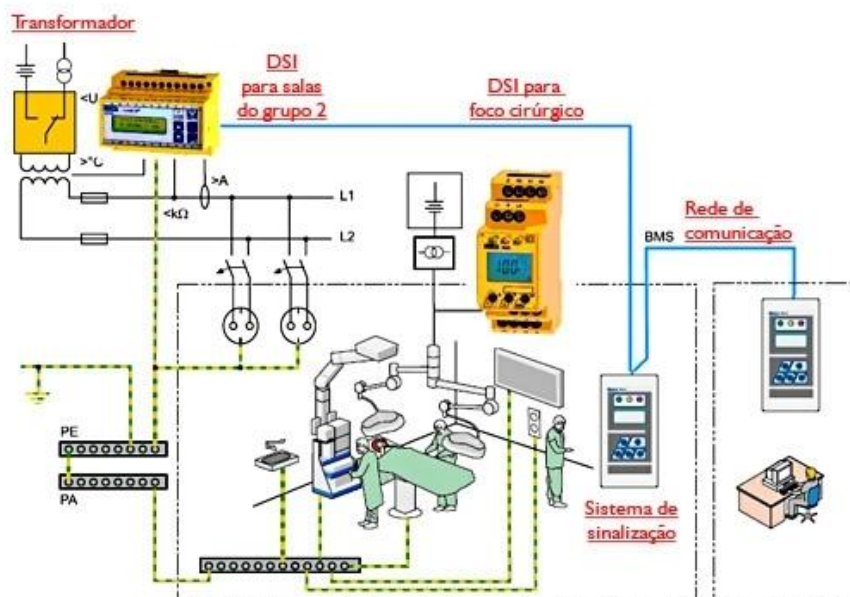 Transformador
DSI
para salas
do grupo 2
DSI para
foco cirúrgico
Rede de
comunicação
BMS
<U
>°C
>A
<kΩ
L1
L2
100
PE
PA
Sistema de
sinalização